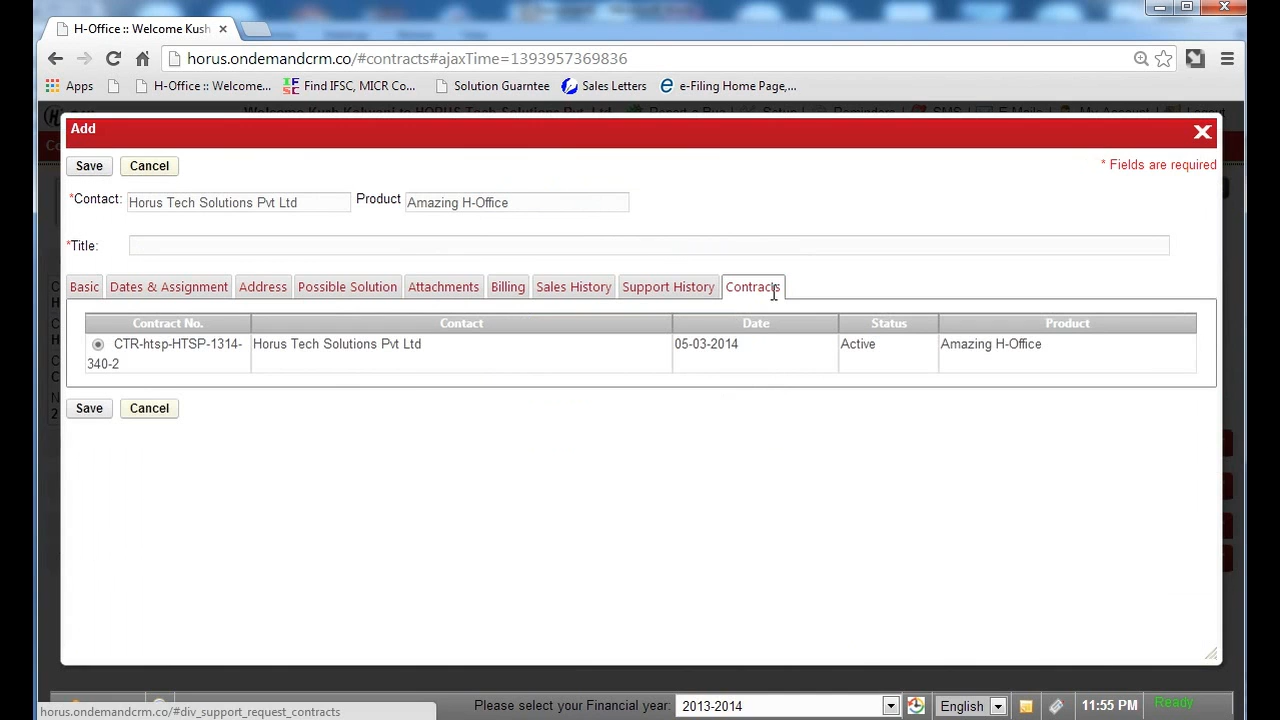 H-Office :: Welcome Kush
horus.ondemandcrm.co/#contracts#ajaxTime=1393957369836
Apps H-Office :: Welcome... Find IFSC, MICR Co... Solution Guarntee Sales Letters e-Filing Home Page,...
Add
Save Cancel * Fields are required
*Contact: Horus Tech Solutions Pvt Ltd Product Amazing H-Office
*Title:
Basic Dates & Assignment Address Possible Solution Attachments Billing Sales History Support History Contracts
Contract No. Contact Date Status Product
CTR-htsp-HTSP-1314- Horus Tech Solutions Pvt Ltd 05-03-2014 Active Amazing H-Office
340-2
Save Cancel
Please select your Financial year: 2013-2014 English 11:55 PM Ready
horus.ondemandcrm.co/#div_support_request_contracts